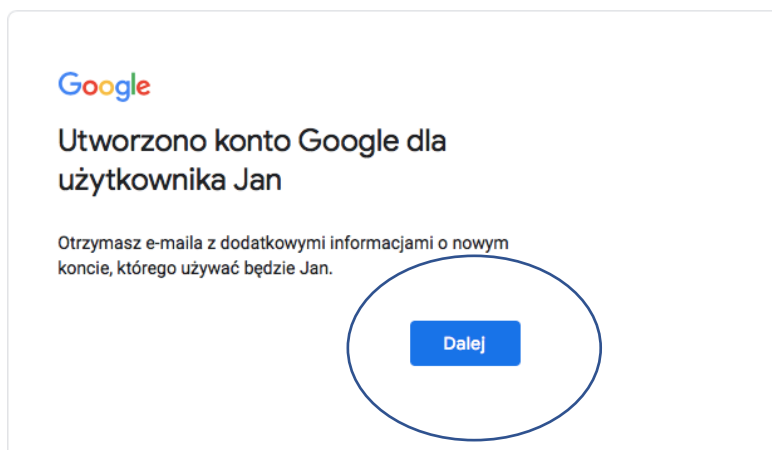 Google
Utworzono konto Google dla
użytkownika Jan
Otrzymasz e-maila z dodatkowymi informacjami o nowym
koncie, którego używać będzie Jan.
Dalej